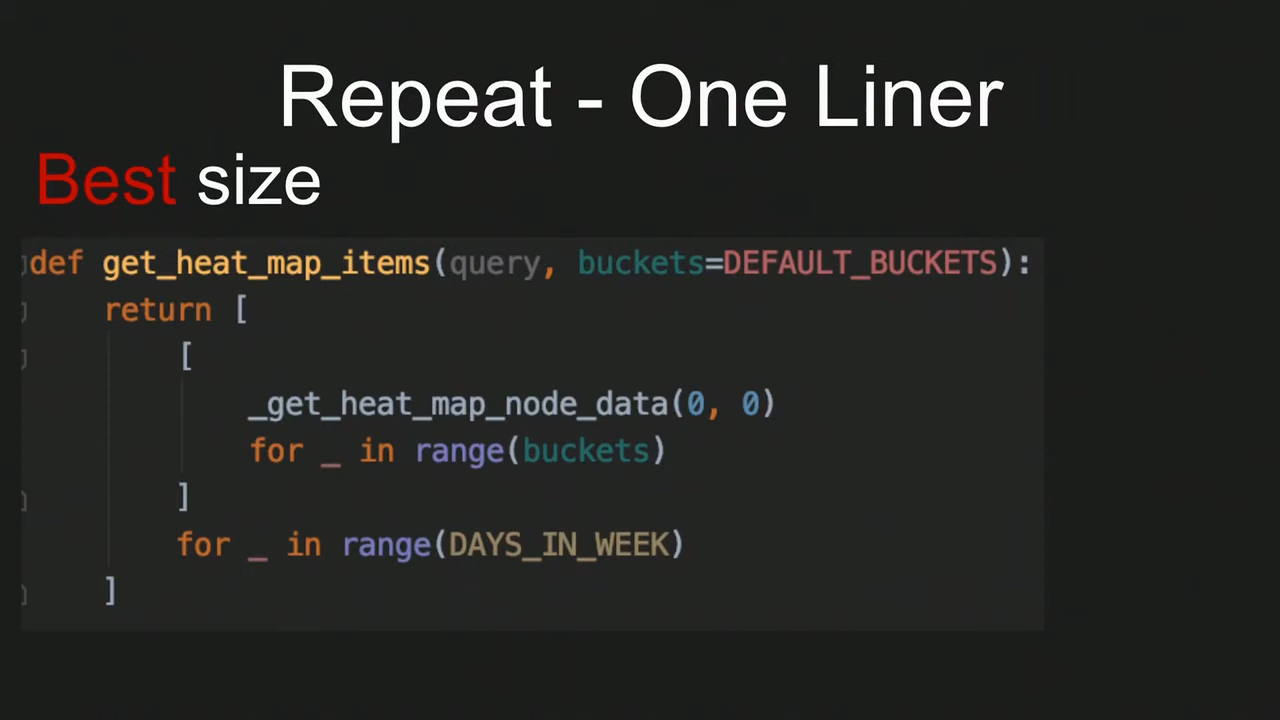 Repeat - One Liner
Best size
def get_heat_map_items(query, buckets=DEFAULT_BUCKETS):
    return [
        [
            _get_heat_map_node_data(0, 0)
            for _ in range(buckets)
        ]
        for _ in range(DAYS_IN_WEEK)
    ]